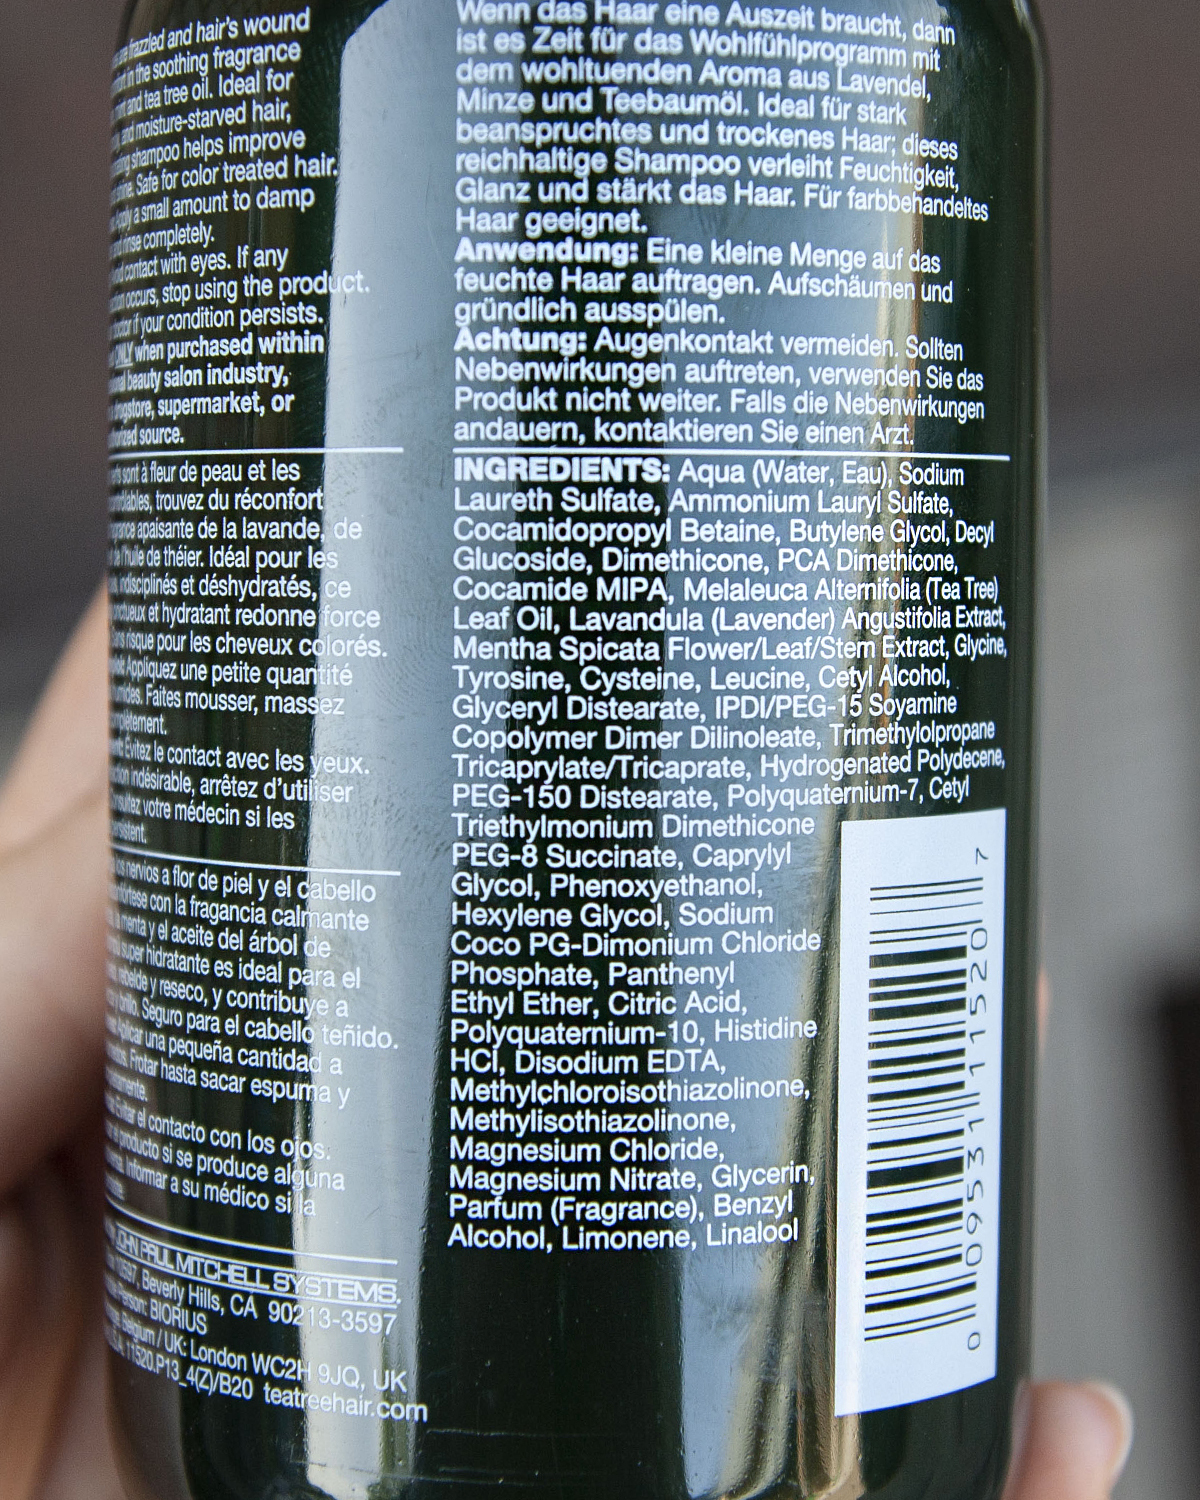 frazzled and hair's wound
in the soothing fragrance
and tea tree oil. Ideal for
and moisture-starved hair,
shampoo helps improve
Safe for color treated hair.
Apply a small amount to damp
rinse completely.
contact with eyes. If any
occurs, stop using the product.
if your condition persists.
ONLY when purchased within
beauty salon industry,
drugstore, supermarket, or
source.
sont à fleur de peau et les
trouvez du réconfort
apaisante de la lavande, de
l'huile de théier. Idéal pour les
indisciplinés et déshydratés, ce
onctueux et hydratant redonne force
Sans risque pour les cheveux colorés.
Appliquez une petite quantité
Faites mousser, massez
Évitez le contact avec les yeux.
indésirable, arrêtez d'utiliser
votre médecin si les
nervios a flor de piel y el cabello
con la fragancia calmante
menta y el aceite del árbol de
super hidratante es ideal para el
rebelde y reseco, y contribuye a
brillo. Seguro para el cabello teñido.
Aplicar una pequeña cantidad a
Frotar hasta sacar espuma y
Evitar el contacto con los ojos.
producto si se produce alguna
Informar a su médico si la
JOHN PAUL MITCHELL SYSTEMS.
Beverly Hills, CA 90213-3597
Person: BIORIUS
Belgium / UK: London WC2H 9JQ, UK
11520.P13_4(Z)/B20 teatreehair.com
Wenn das Haar eine Auszeit braucht, dann
ist es Zeit für das Wohlfühlprogramm mit
dem wohltuenden Aroma aus Lavendel,
Minze und Teebaumöl. Ideal für stark
beanspruchtes und trockenes Haar; dieses
reichhaltige Shampoo verleiht Feuchtigkeit,
Glanz und stärkt das Haar. Für farbbehandeltes
Haar geeignet.
Anwendung: Eine kleine Menge auf das
feuchte Haar auftragen. Aufschäumen und
gründlich ausspülen.
Achtung: Augenkontakt vermeiden. Sollten
Nebenwirkungen auftreten, verwenden Sie das
Produkt nicht weiter. Falls die Nebenwirkungen
andauern, kontaktieren Sie einen Arzt.
INGREDIENTS: Aqua (Water, Eau), Sodium
Laureth Sulfate, Ammonium Lauryl Sulfate,
Cocamidopropyl Betaine, Butylene Glycol, Decyl
Glucoside, Dimethicone, PCA Dimethicone,
Cocamide MIPA, Melaleuca Alternifolia (Tea Tree)
Leaf Oil, Lavandula (Lavender) Angustifolia Extract,
Mentha Spicata Flower/Leaf/Stem Extract, Glycine,
Tyrosine, Cysteine, Leucine, Cetyl Alcohol,
Glyceryl Distearate, IPDI/PEG-15 Soyamine
Copolymer Dimer Dilinoleate, Trimethylolpropane
Tricaprylate/Tricaprate, Hydrogenated Polydecene,
PEG-150 Distearate, Polyquaternium-7, Cetyl
Triethylmonium Dimethicone
PEG-8 Succinate, Caprylyl
Glycol, Phenoxyethanol,
Hexylene Glycol, Sodium
Coco PG-Dimonium Chloride
Phosphate, Panthenyl
Ethyl Ether, Citric Acid,
Polyquaternium-10, Histidine
HCl, Disodium EDTA,
Methylchloroisothiazolinone,
Methylisothiazolinone,
Magnesium Chloride,
Magnesium Nitrate, Glycerin,
Parfum (Fragrance), Benzyl
Alcohol, Limonene, Linalool
0 09531 11520 7